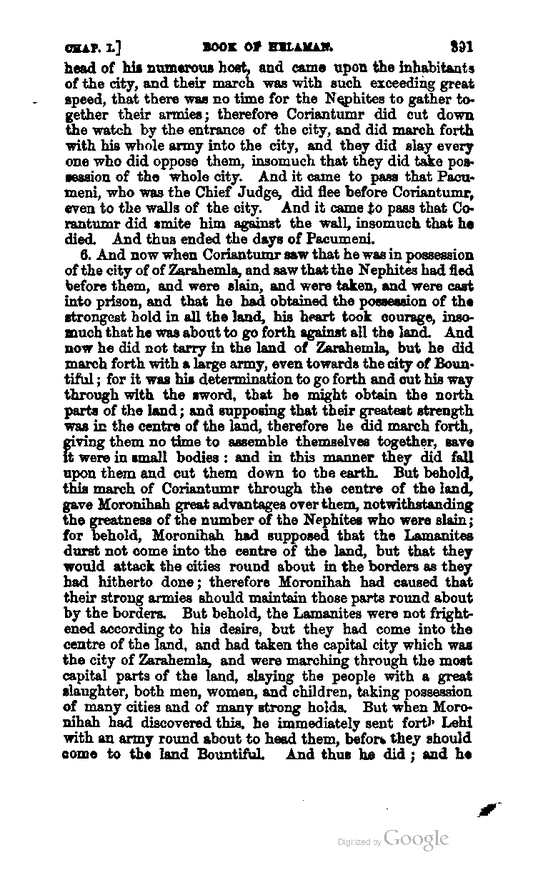 CHAP. I.] BOOK OF HELAMAN. 391
head of his numerous host, and came upon the inhabitants
of the city, and their march was with such exceeding great
speed, that there was no time for the Nephites to gather to-
gether their armies; therefore Coriantumr did cut down
the watch by the entrance of the city, and did march forth
with his whole army into the city, and they did slay every
one who did oppose them, insomuch that they did take pos-
session of the whole city. And it came to pass that Pacu-
meni, who was the Chief Judge, did flee before Coriantumr,
even to the walls of the city. And it came to pass that Co-
rantumr did smite him against the wall, insomuch that he
died. And thus ended the days of Pacumeni.
6. And now when Coriantumr saw that he was in possession
of the city of of Zarahemla, and saw that the Nephites had fled
before them, and were slain, and were taken, and were cast
into prison, and that he had obtained the possession of the
strongest hold in all the land, his heart took courage, inso-
much that he was about to go forth against all the land. And
now he did not tarry in the land of Zarahemla, but he did
march forth with a large army, even towards the city of Boun-
tiful; for it was his determination to go forth and cut his way
through with the sword, that he might obtain the north
parts of the land; and supposing that their greatest strength
was in the centre of the land, therefore he did march forth,
giving them no time to assemble themselves together, save
it were in small bodies: and in this manner they did fall
upon them and cut them down to the earth. But behold,
this march of Coriantumr through the centre of the land,
gave Moronihah great advantages over them, notwithstanding
the greatness of the number of the Nephites who were slain;
for behold, Moronihah had supposed that the Lamanites
durst not come into the centre of the land, but that they
would attack the cities round about in the borders as they
had hitherto done; therefore Moronihah had caused that
their strong armies should maintain those parts round about
by the borders. But behold, the Lamanites were not fright-
ened according to his desire, but they had come into the
centre of the land, and had taken the capital city which was
the city of Zarahemla, and were marching through the most
capital parts of the land, slaying the people with a great
slaughter, both men, women, and children, taking possession
of many cities and of many strong holds. But when Moro-
nihah had discovered this, he immediately sent forth Lehi
with an army round about to head them, before they should
come to the land Bountiful. And thus he did; and he
Digitized by Google